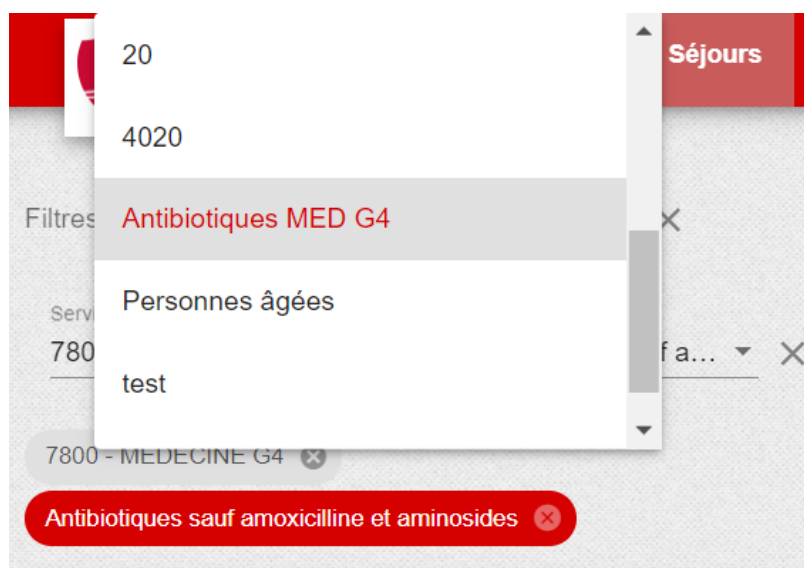 20
Séjours
4020
Filtres
Antibiotiques MED G4
Personnes âgées
780
f a...
test
7800 - MEDECINE G4
Antibiotiques sauf amoxicilline et aminosides